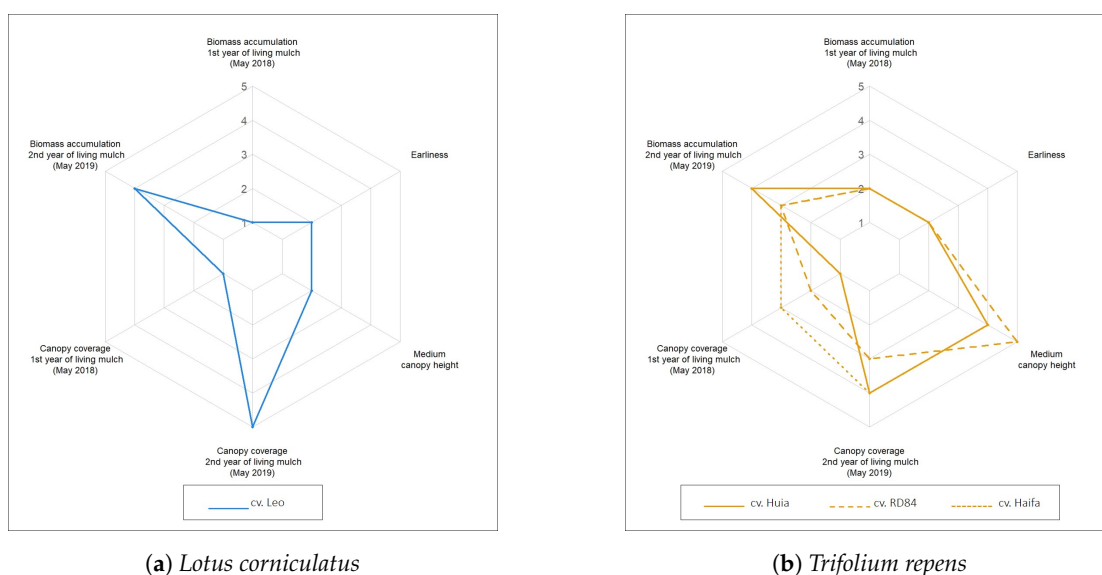 Biomass accumulation
1st year of living mulch
(May 2018)
5
4
3
2
1
Biomass accumulation
2nd year of living mulch
(May 2019)
Earliness
Canopy coverage
1st year of living mulch
(May 2018)
Medium
canopy height
Canopy coverage
2nd year of living mulch
(May 2019)
cv. Leo
(a) Lotus corniculatus
Biomass accumulation
1st year of living mulch
(May 2018)
5
4
3
2
1
Biomass accumulation
2nd year of living mulch
(May 2019)
Earliness
Canopy coverage
1st year of living mulch
(May 2018)
Medium
canopy height
Canopy coverage
2nd year of living mulch
(May 2019)
cv. Huia
cv. RD84
cv. Haifa
(b) Trifolium repens